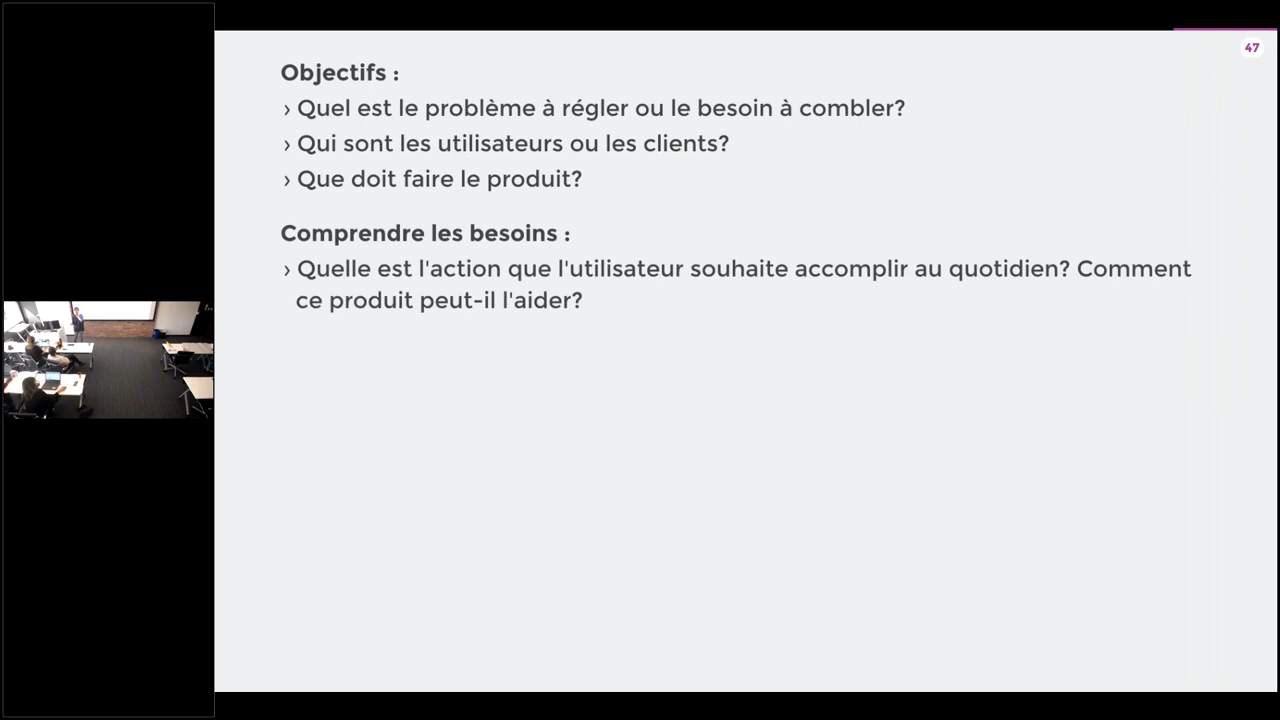 47
Objectifs :
› Quel est le problème à régler ou le besoin à combler?
› Qui sont les utilisateurs ou les clients?
› Que doit faire le produit?
Comprendre les besoins :
› Quelle est l'action que l'utilisateur souhaite accomplir au quotidien? Comment
ce produit peut-il l'aider?